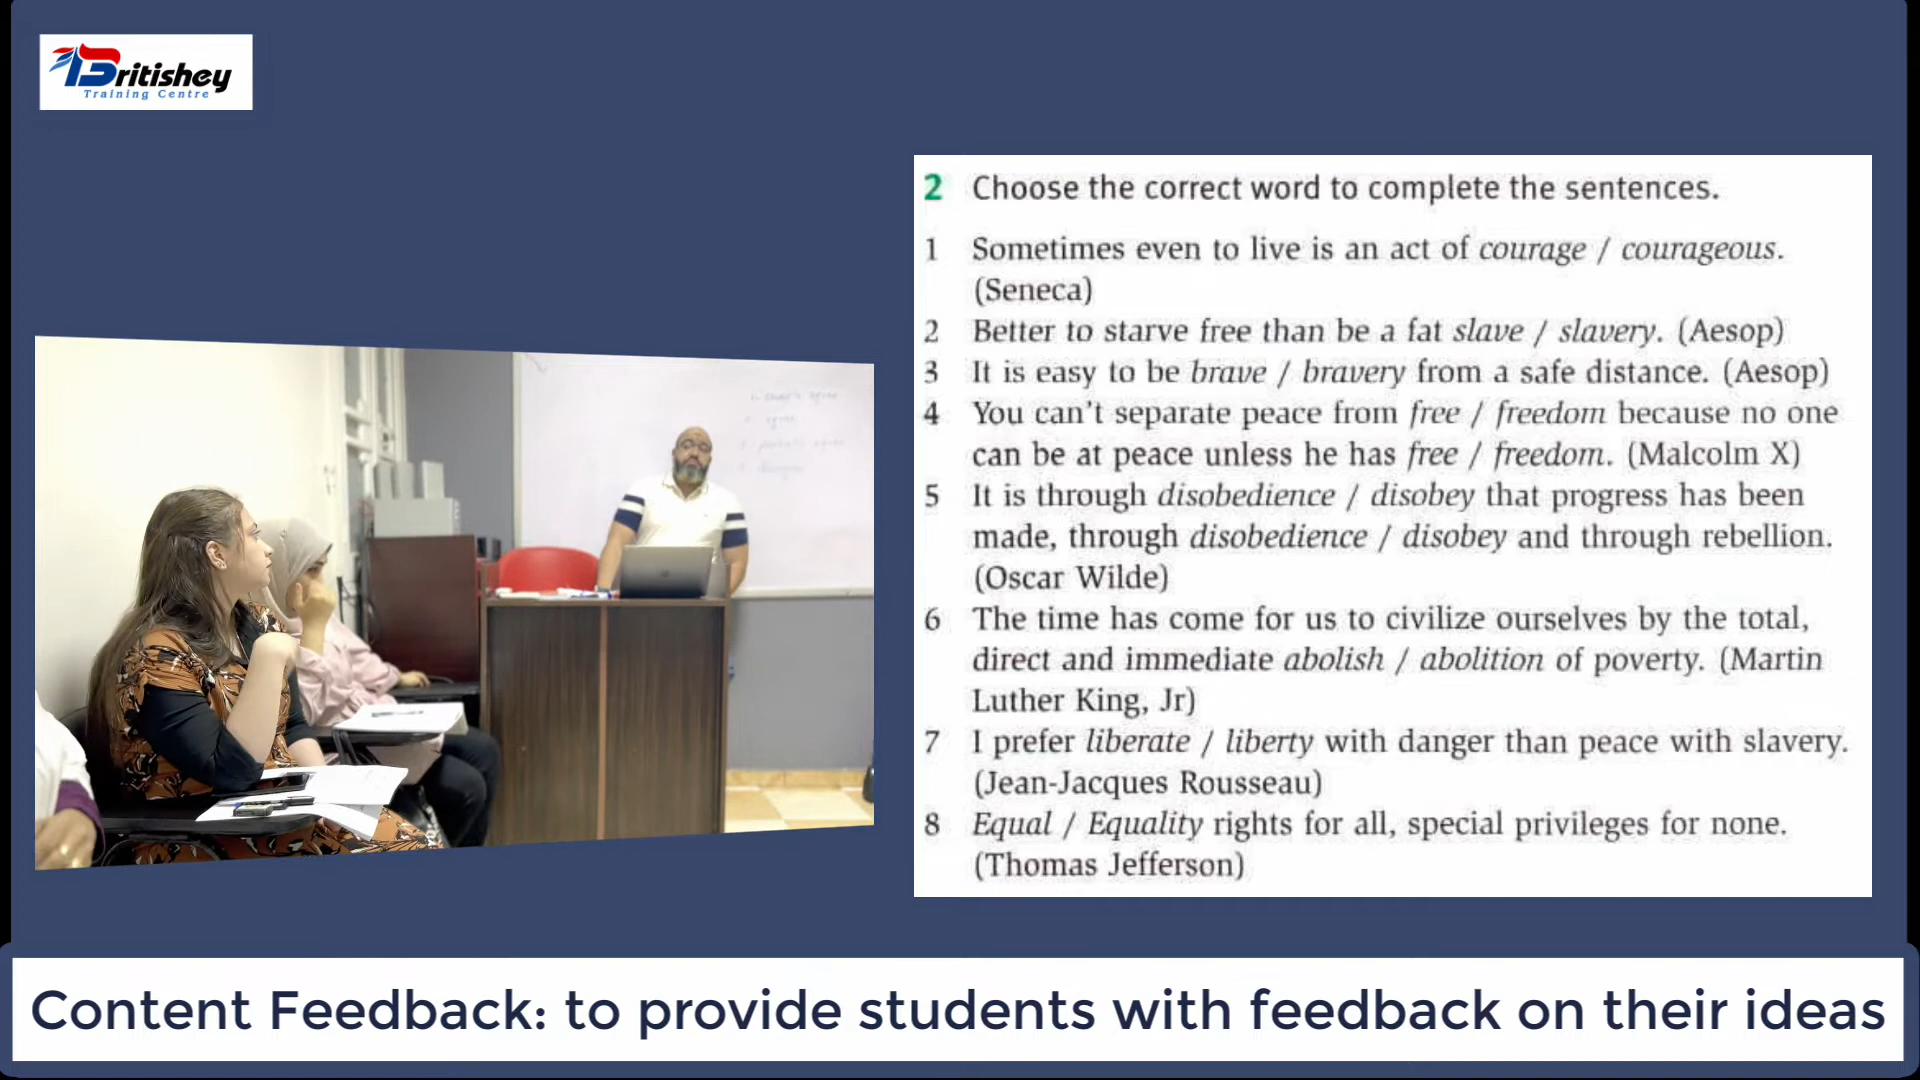 Britishey
Training Centre
2 Choose the correct word to complete the sentences.
1 Sometimes even to live is an act of courage / courageous.
(Seneca)
2 Better to starve free than be a fat slave / slavery. (Aesop)
3 It is easy to be brave / bravery from a safe distance. (Aesop)
4 You can't separate peace from free / freedom because no one
can be at peace unless he has free / freedom. (Malcolm X)
5 It is through disobedience / disobey that progress has been
made, through disobedience / disobey and through rebellion.
(Oscar Wilde)
6 The time has come for us to civilize ourselves by the total,
direct and immediate abolish / abolition of poverty. (Martin
Luther King, Jr)
7 I prefer liberate / liberty with danger than peace with slavery.
(Jean-Jacques Rousseau)
8 Equal / Equality rights for all, special privileges for none.
(Thomas Jefferson)
Content Feedback: to provide students with feedback on their ideas